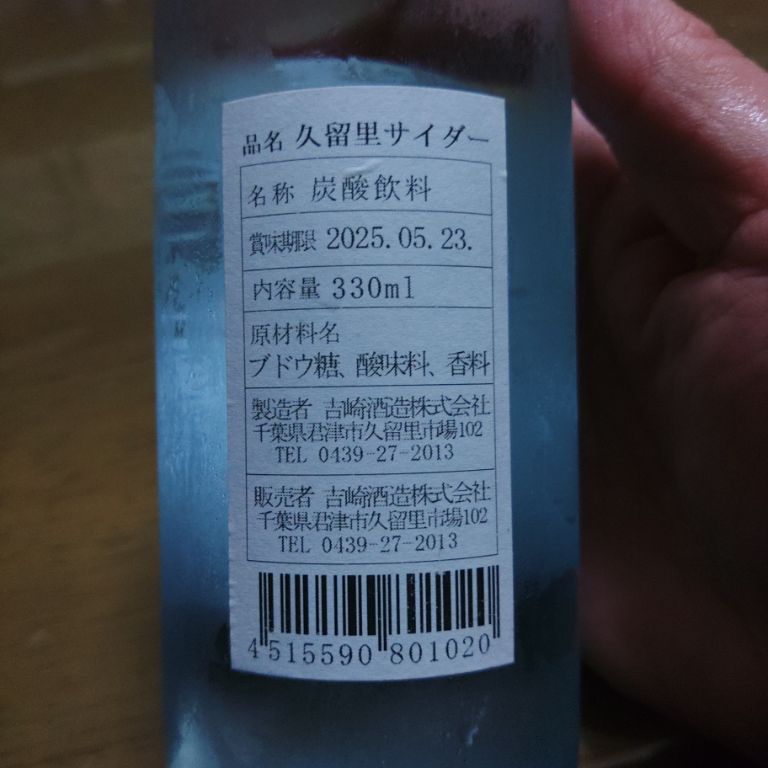 品名 久留里サイダー
名称 炭酸飲料
賞味期限 2025.05.23.
内容量 330ml
原材料名
ブドウ糖、酸味料、香料
製造者 吉崎酒造株式会社
千葉県君津市久留里市場102
TEL 0439-27-2013
販売者 吉崎酒造株式会社
千葉県君津市久留里市場102
TEL 0439-27-2013
4 515590 801020